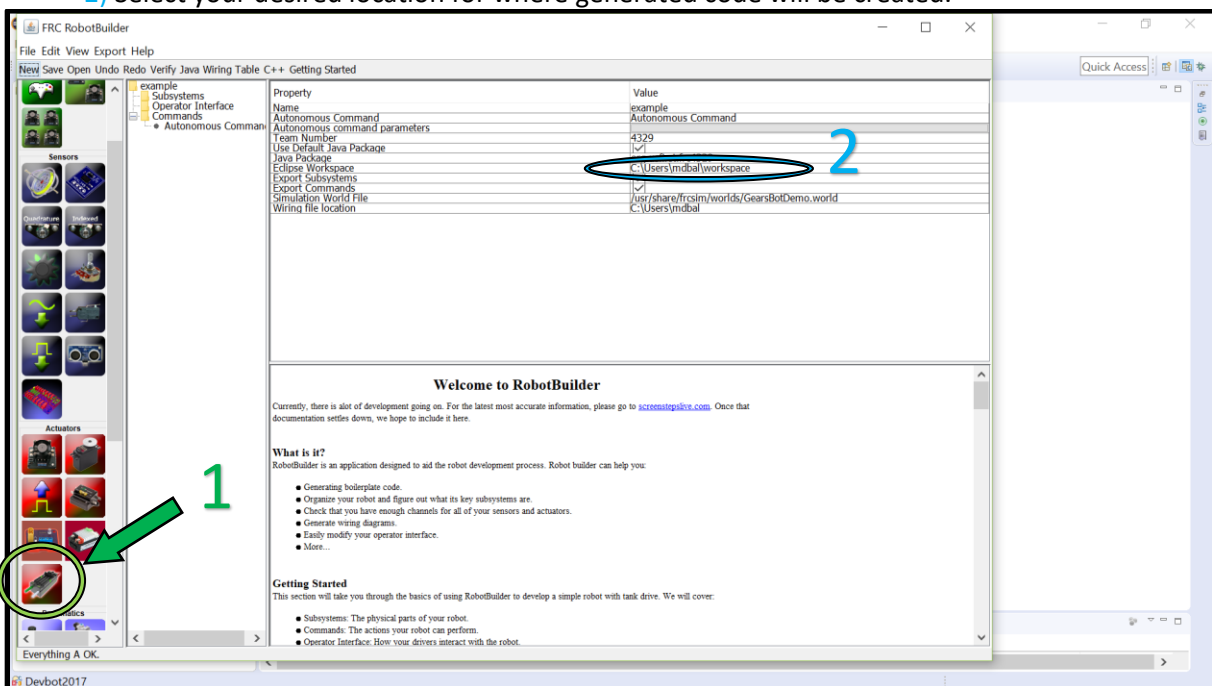 2) Select your desired location for where generated code will be created.
FRC RobotBuilder
File Edit View Export Help
New Save Open Undo Redo Verify Java Wiring Table C++ Getting Started
Quick Access
Sensors
Quadrature Indexed
Actuators
example
Subsystems
Operator Interface
Commands
Autonomous Comman
Property Value
Name example
Autonomous Command Autonomous Command
Autonomous command parameters
Team Number 4329
Use Default Java Package
Java Package
Eclipse Workspace C:\Users\mdbal\workspace
Export Subsystems
Export Commands
Simulation World File /usr/share/frcsim/worlds/GearsBotDemo.world
Wiring file location C:\Users\mdbal
2
1
Welcome to RobotBuilder
Currently, there is alot of development going on. For the latest most accurate information, please go to screenstepslive.com. Once that
documentation settles down, we hope to include it here.
What is it?
RobotBuilder is an application designed to aid the robot development process. Robot builder can help you:
Generating boilerplate code.
Organize your robot and figure out what its key subsystems are.
Check that you have enough channels for all of your sensors and actuators.
Generate wiring diagrams.
Easily modify your operator interface.
More...
Getting Started
This section will take you through the basics of using RobotBuilder to develop a simple robot with tank drive. We will cover:
Subsystems: The physical parts of your robot.
Commands: The actions your robot can perform.
Operator Interface: How your drivers interact with the robot.
Everything A OK.
Devbot2017